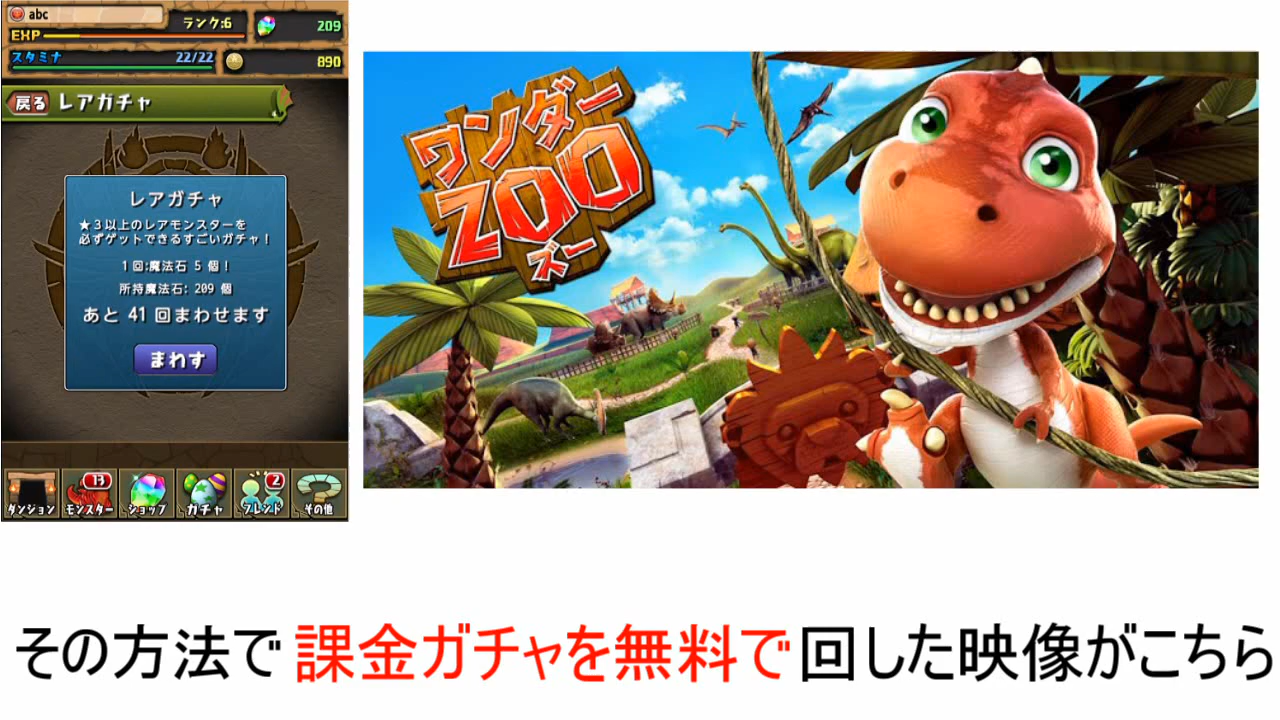 abc
ランク:6
209
EXP
スタミナ
22/22
890
戻る
レアガチャ
レアガチャ
★3以上のレアモンスターを
必ずゲットできるすごいガチャ!
1回:魔法石 5 個!
所持魔法石: 209 個
あと 41 回まわせます
まわす
ダンジョン
13
モンスター
ショップ
ガチャ
2
フレンド
その他
ワンダー
ZOO
ズー
その方法で課金ガチャを無料で回した映像がこちら